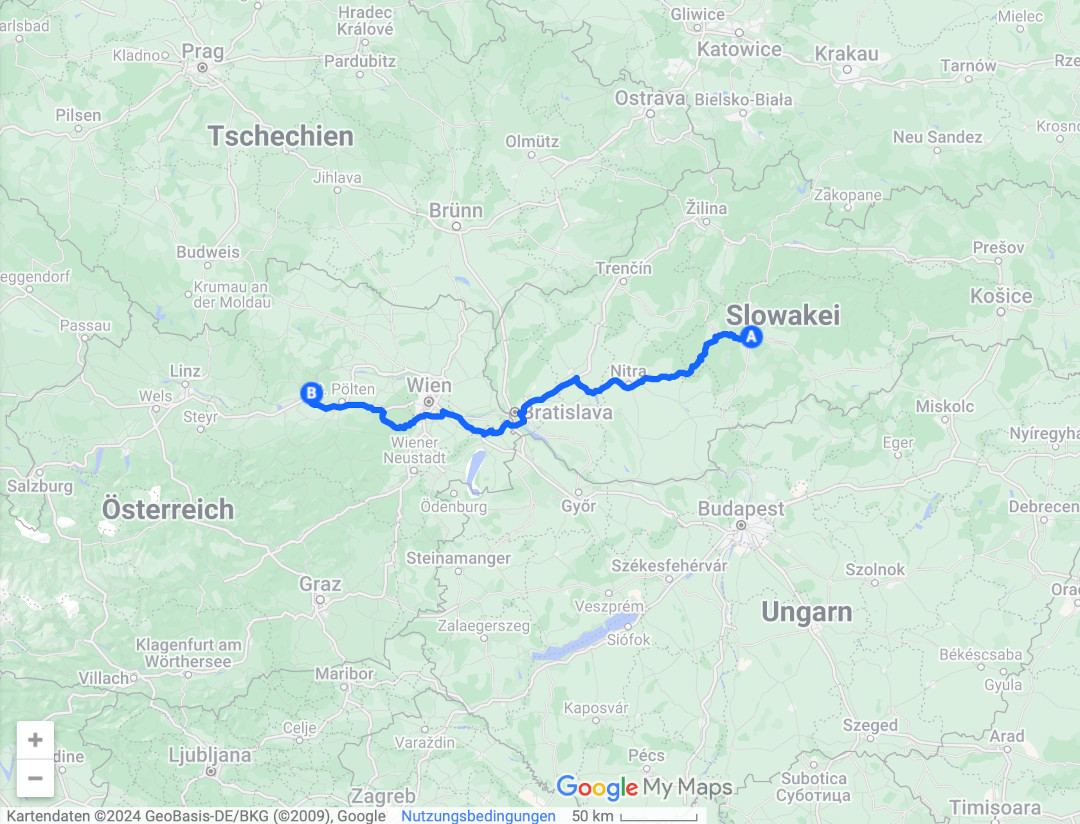 Hradec
Králové
Gliwice
Mielec
arlsbad
Katowice
Krakau
Kladno
Prag
Pardubitz
Tarnów
Rze
Ostrava
Bielsko-Biała
Pilsen
Tschechien
Olmütz
Neu Sandez
Krosno
Jihlava
Zakopane
Brünn
Žilina
Budweis
Prešov
eggendorf
Trenčín
Krumau an
der Moldau
Košice
Passau
Slowakei
A
Linz
Nitra
B
Pölten
Wien
Wels
Steyr
Bratislava
Miskolc
Wiener
Neustadt
Eger
Nyíregyha
Salzburg
Österreich
Ödenburg
Győr
Budapest
Debrecen
Steinamanger
Székesfehérvár
Szolnok
Graz
Veszprém
Ungarn
Orad
Zalaegerszeg
Siófok
Klagenfurt am
Wörthersee
Békéscsaba
Villach
Maribor
Gyula
Kaposvár
Celje
Szeged
Varaždin
Arad
+
dine
Ljubljana
Pécs
−
Subotica
Суботица
Google My Maps
Zagreb
Timisoara
Kartendaten ©2024 GeoBasis-DE/BKG (©2009), Google Nutzungsbedingungen 50 km